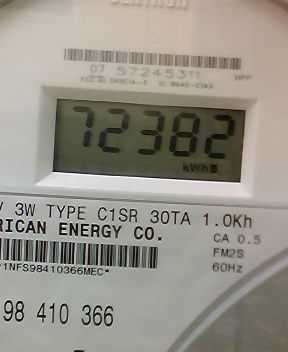 07 57245311 HPP
72382
kWh
V 3W TYPE C1SR 30TA 1.0Kh
RICAN ENERGY CO.
CA 0.5
FM2S
60Hz
1NFS98410366MEC*
98 410 366